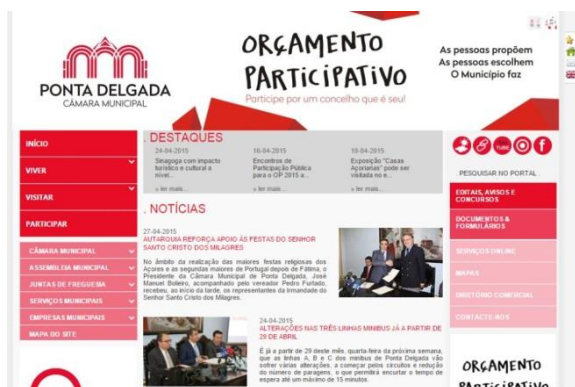 PONTA DELGADA
CÂMARA MUNICIPAL
ORÇAMENTO
PARTICIPATIVO
Participe por um concelho que é seu!
As pessoas propõem
As pessoas escolhem
O Município faz
INÍCIO
VIVER
VISITAR
PARTICIPAR
CÂMARA MUNICIPAL
ASSEMBLEIA MUNICIPAL
JUNTAS DE FREGUESIA
SERVIÇOS MUNICIPAIS
EMPRESAS MUNICIPAIS
MAPA DO SITE
. DESTAQUES
24-04-2015
Sinagoga com impacto
turístico e cultural a
nível...
» ler mais...
16-04-2015
Encontros de
Participação Pública
para o OP 2015 a...
» ler mais...
10-04-2015
Exposição "Casas
Açorianas" pode ser
visitada no e...
» ler mais...
. NOTÍCIAS
27-04-2015
AUTARQUIA REFORÇA APOIO ÀS FESTAS DO SENHOR
SANTO CRISTO DOS MILAGRES
No âmbito da realização das maiores festas religiosas dos
Açores e as segundas maiores de Portugal depois de Fátima, o
Presidente da Câmara Municipal de Ponta Delgada, José
Manuel Bolieiro, acompanhado pelo vereador Pedro Furtado,
recebeu, ao início da tarde, os representantes da Irmandade do
Senhor Santo Cristo dos Milagres.
24-04-2015
ALTERAÇÕES NAS TRÊS LINHAS MINIBUS JÁ A PARTIR DE
29 DE ABRIL
É já a partir de 29 deste mês, quarta-feira da próxima semana,
que as linhas A, B e C dos minibus de Ponta Delgada vão
sofrer várias alterações, a começar pelos circuitos e redução
do número de paragens, o que permitirá encurtar o tempo de
espera até um máximo de 15 minutos.
. PESQUISAR NO PORTAL .
EDITAIS, AVISOS E
CONCURSOS
DOCUMENTOS &
FORMULÁRIOS
SERVIÇOS ONLINE
MAPAS
DIRETÓRIO COMERCIAL
CONTACTE-NOS
ORÇAMENTO
PARTICIPATIVO